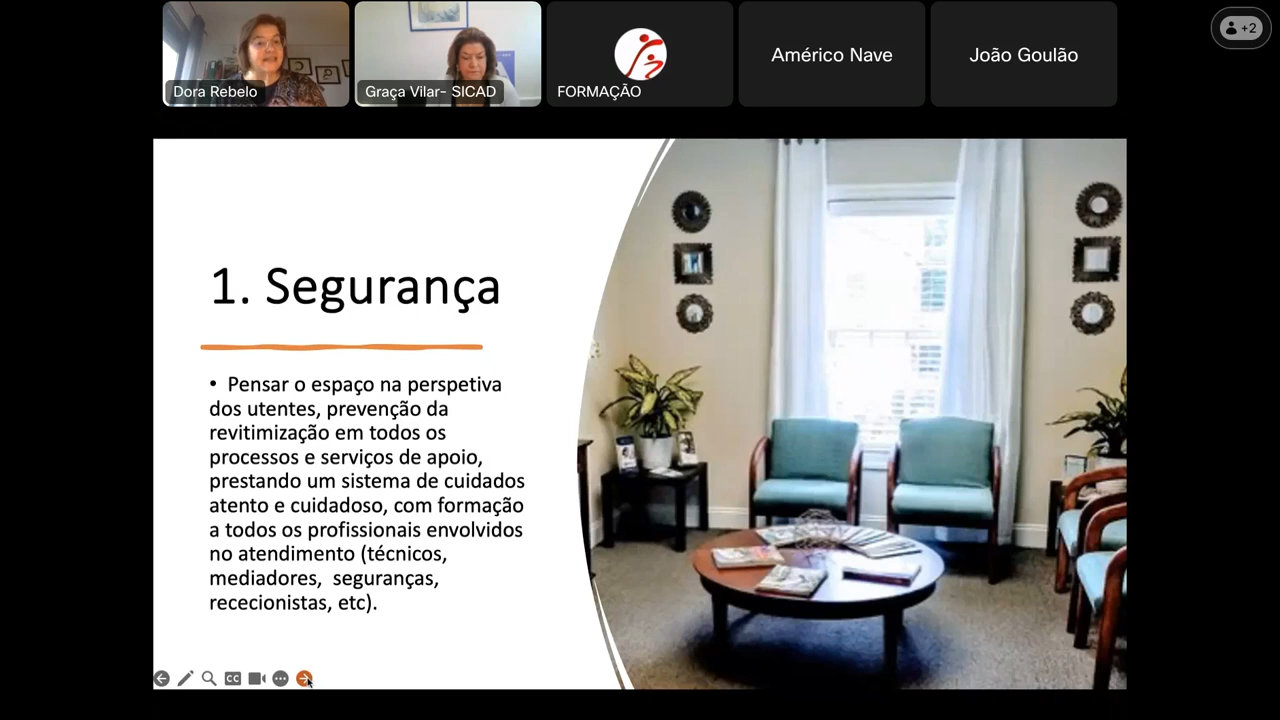 Dora Rebelo
Graça Vilar- SICAD
FORMAÇÃO
Américo Nave
João Goulão
+2
1. Segurança
• Pensar o espaço na perspetiva
dos utentes, prevenção da
revitimização em todos os
processos e serviços de apoio,
prestando um sistema de cuidados
atento e cuidadoso, com formação
a todos os profissionais envolvidos
no atendimento (técnicos,
mediadores, seguranças,
rececionistas, etc).
CC